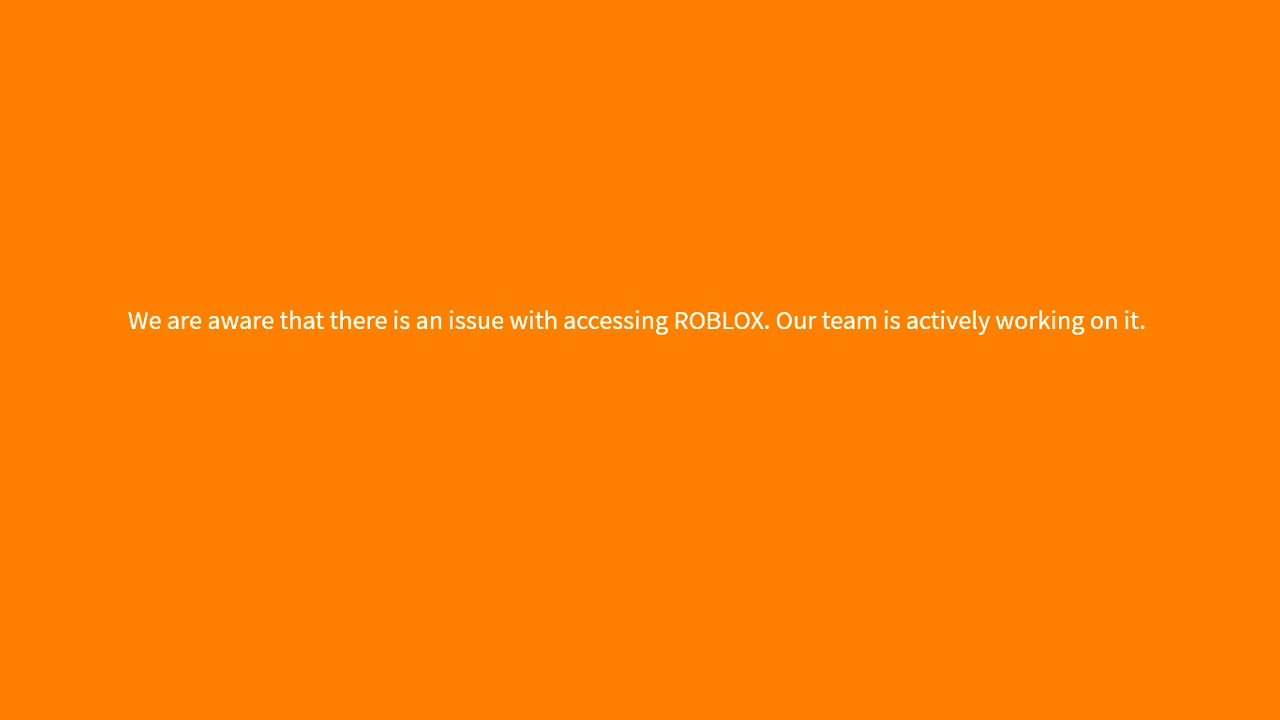 We are aware that there is an issue with accessing ROBLOX. Our team is actively working on it.